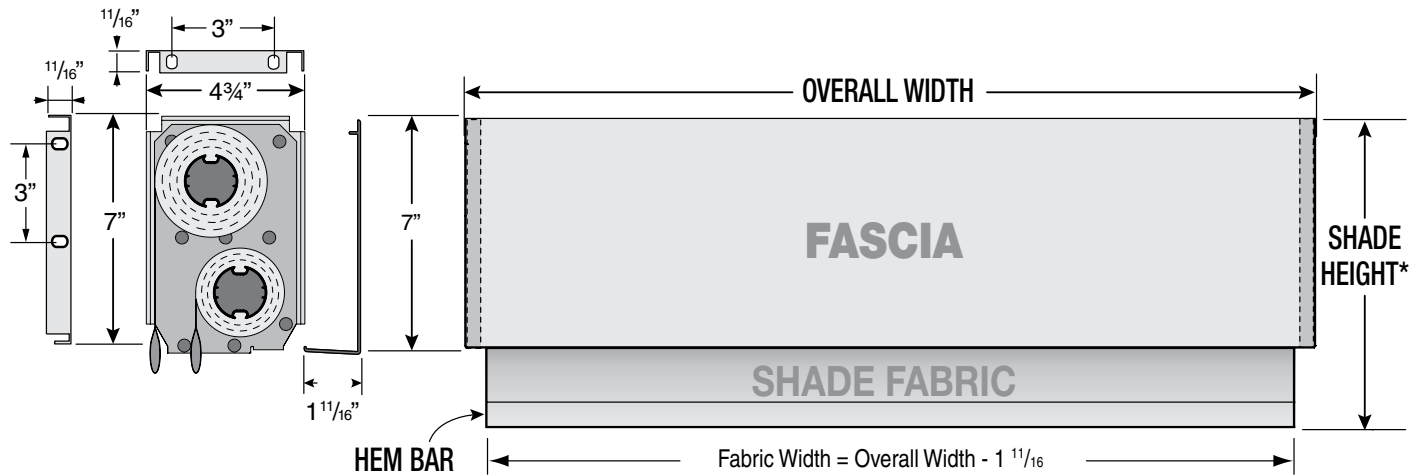 11/16”
3”
11/16”
4¾”
OVERALL WIDTH
3”
7”
7”
FASCIA
SHADE
HEIGHT*
SHADE FABRIC
1 11/16”
HEM BAR
Fabric Width = Overall Width - 1 11/16